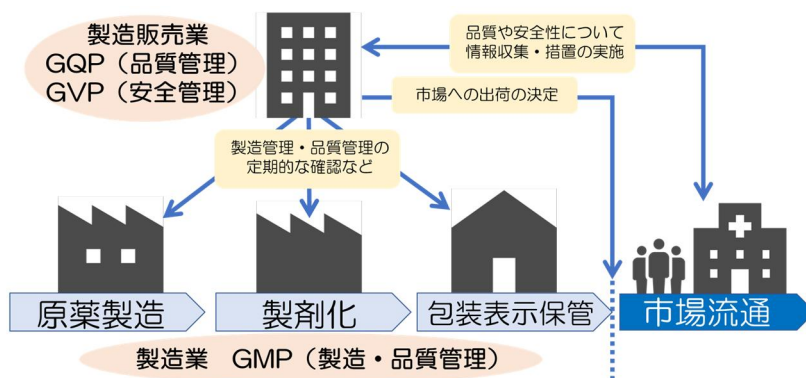 製造販売業
GQP（品質管理）
GVP（安全管理）
品質や安全性について
情報収集・措置の実施
市場への出荷の決定
製造管理・品質管理の
定期的な確認など
原薬製造
製剤化
包装表示保管
市場流通
製造業　GMP（製造・品質管理）